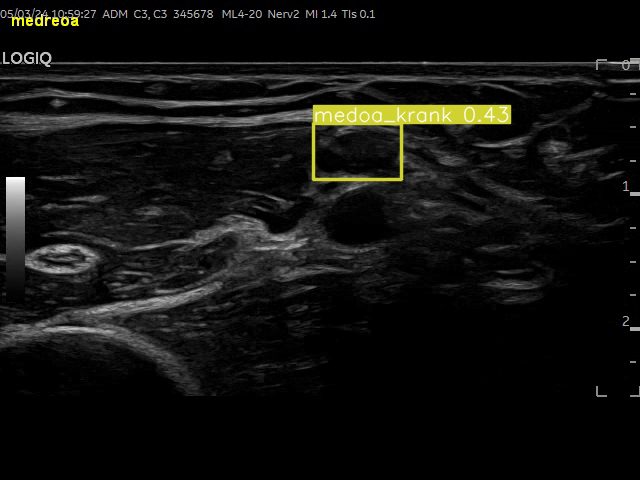 05/03/24 10:59:27 ADM C3, C3 345678 ML4-20 Nerv2 MI 1.4 TIs 0.1
medreoa
LOGIQ
0
medoa_krank 0.43
1
2